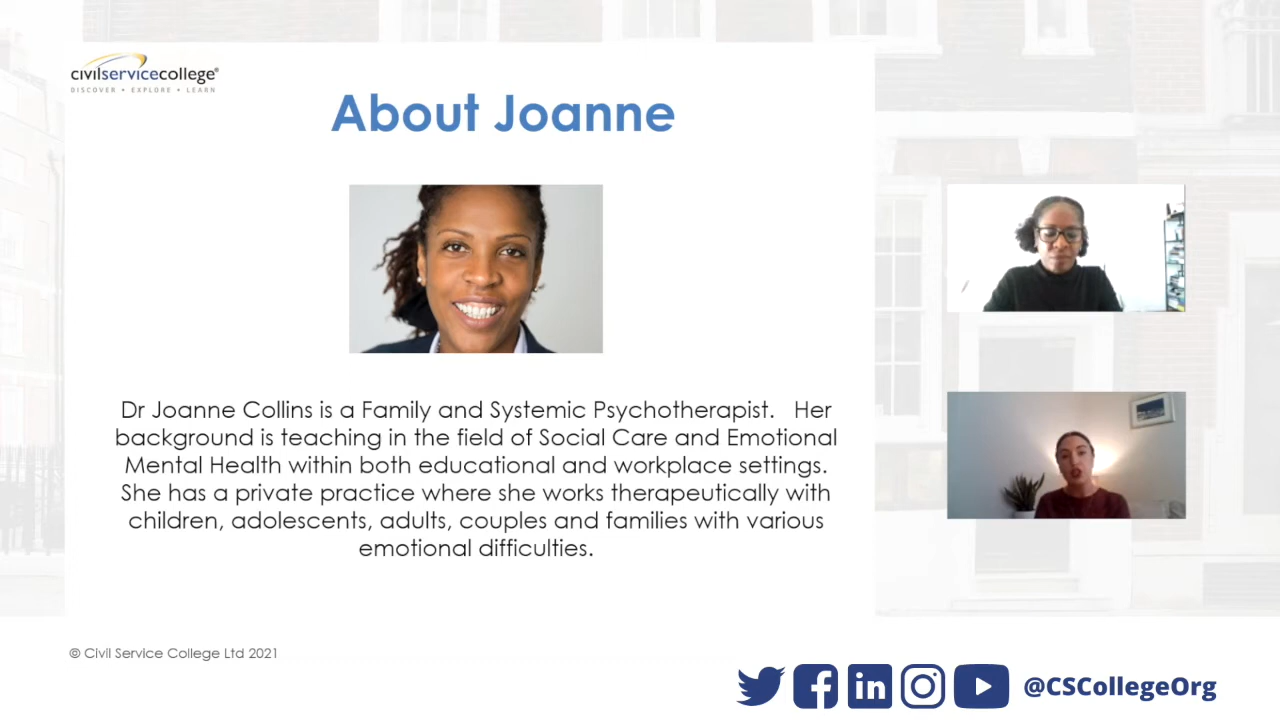 civilservicecollege®
DISCOVER • EXPLORE • LEARN
About Joanne
Dr Joanne Collins is a Family and Systemic Psychotherapist. Her
background is teaching in the field of Social Care and Emotional
Mental Health within both educational and workplace settings.
She has a private practice where she works therapeutically with
children, adolescents, adults, couples and families with various
emotional difficulties.
© Civil Service College Ltd 2021
@CSCollegeOrg